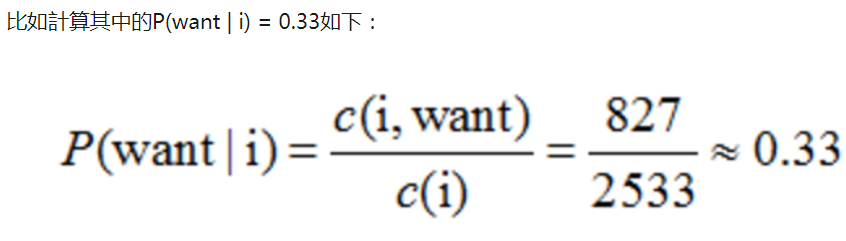 比如計算其中的P(want | i) = 0.33如下：
P(want | i) = c(i, want) / c(i) = 827 / 2533 ≈ 0.33